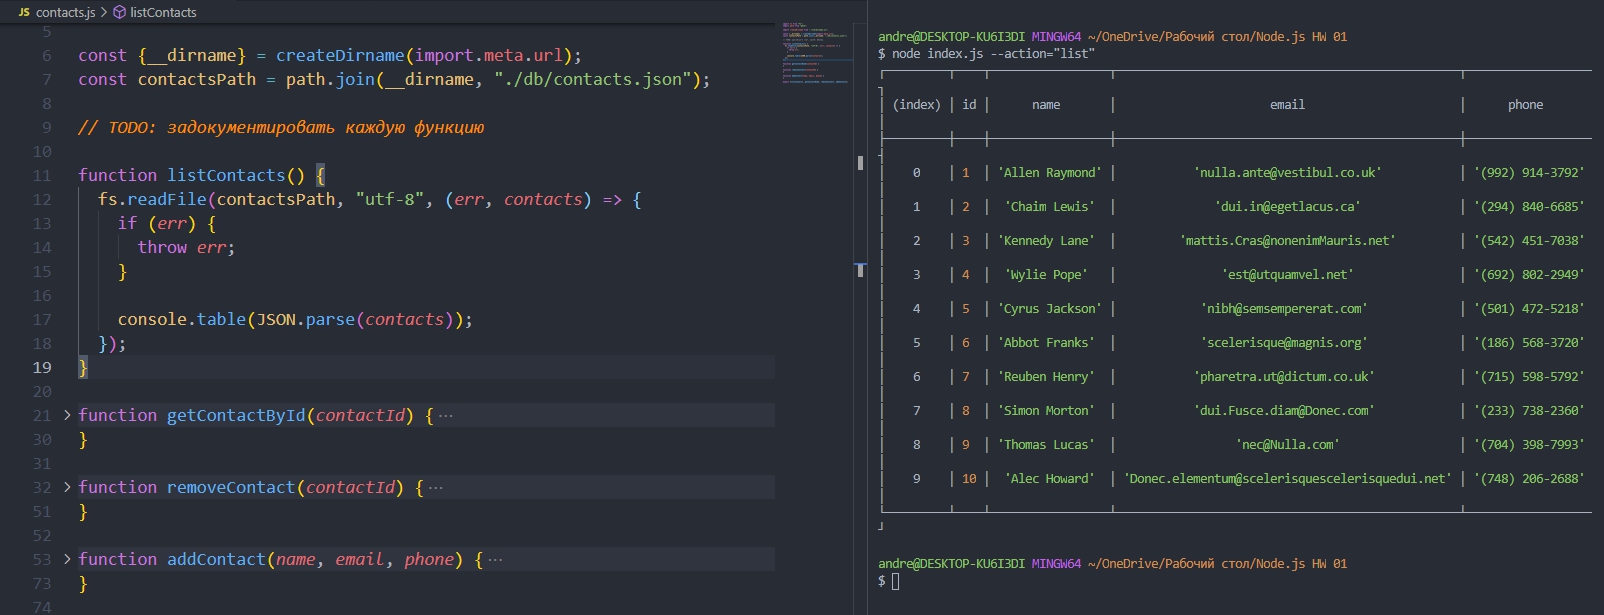 JS contacts.js > listContacts
5
6 const {__dirname} = createDirname(import.meta.url);
7 const contactsPath = path.join(__dirname, "./db/contacts.json");
8
9 // TODO: задокументировать каждую функцию
10
11 function listContacts() {
12 fs.readFile(contactsPath, "utf-8", (err, contacts) => {
13 if (err) {
14 throw err;
15 }
16
17 console.table(JSON.parse(contacts));
18 });
19 }
20
21 > function getContactById(contactId) { ···
30 }
31
32 > function removeContact(contactId) { ···
51 }
52
53 > function addContact(name, email, phone) { ···
73 }
74
andre@DESKTOP-KU6I3DI MINGW64 ~/OneDrive/Рабочий стол/Node.js HW 01
$ node index.js --action="list"
(index) | id | name | email | phone
0 | 1 | 'Allen Raymond' | 'nulla.ante@vestibul.co.uk' | '(992) 914-3792'
1 | 2 | 'Chaim Lewis' | 'dui.in@egetlacus.ca' | '(294) 840-6685'
2 | 3 | 'Kennedy Lane' | 'mattis.Cras@nonenimMauris.net' | '(542) 451-7038'
3 | 4 | 'Wylie Pope' | 'est@utquamvel.net' | '(692) 802-2949'
4 | 5 | 'Cyrus Jackson' | 'nibh@semsempererat.com' | '(501) 472-5218'
5 | 6 | 'Abbot Franks' | 'scelerisque@magnis.org' | '(186) 568-3720'
6 | 7 | 'Reuben Henry' | 'pharetra.ut@dictum.co.uk' | '(715) 598-5792'
7 | 8 | 'Simon Morton' | 'dui.Fusce.diam@Donec.com' | '(233) 738-2360'
8 | 9 | 'Thomas Lucas' | 'nec@Nulla.com' | '(704) 398-7993'
9 | 10 | 'Alec Howard' | 'Donec.elementum@scelerisquescelerisquedui.net' | '(748) 206-2688'
andre@DESKTOP-KU6I3DI MINGW64 ~/OneDrive/Рабочий стол/Node.js HW 01
$